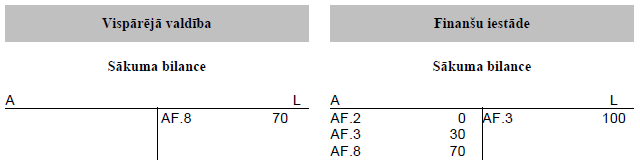 Vispārējā valdība
Sākuma bilance
A L
AF.8 70
Finanšu iestāde
Sākuma bilance
A L
AF.2 0 AF.3 100
AF.3 30
AF.8 70